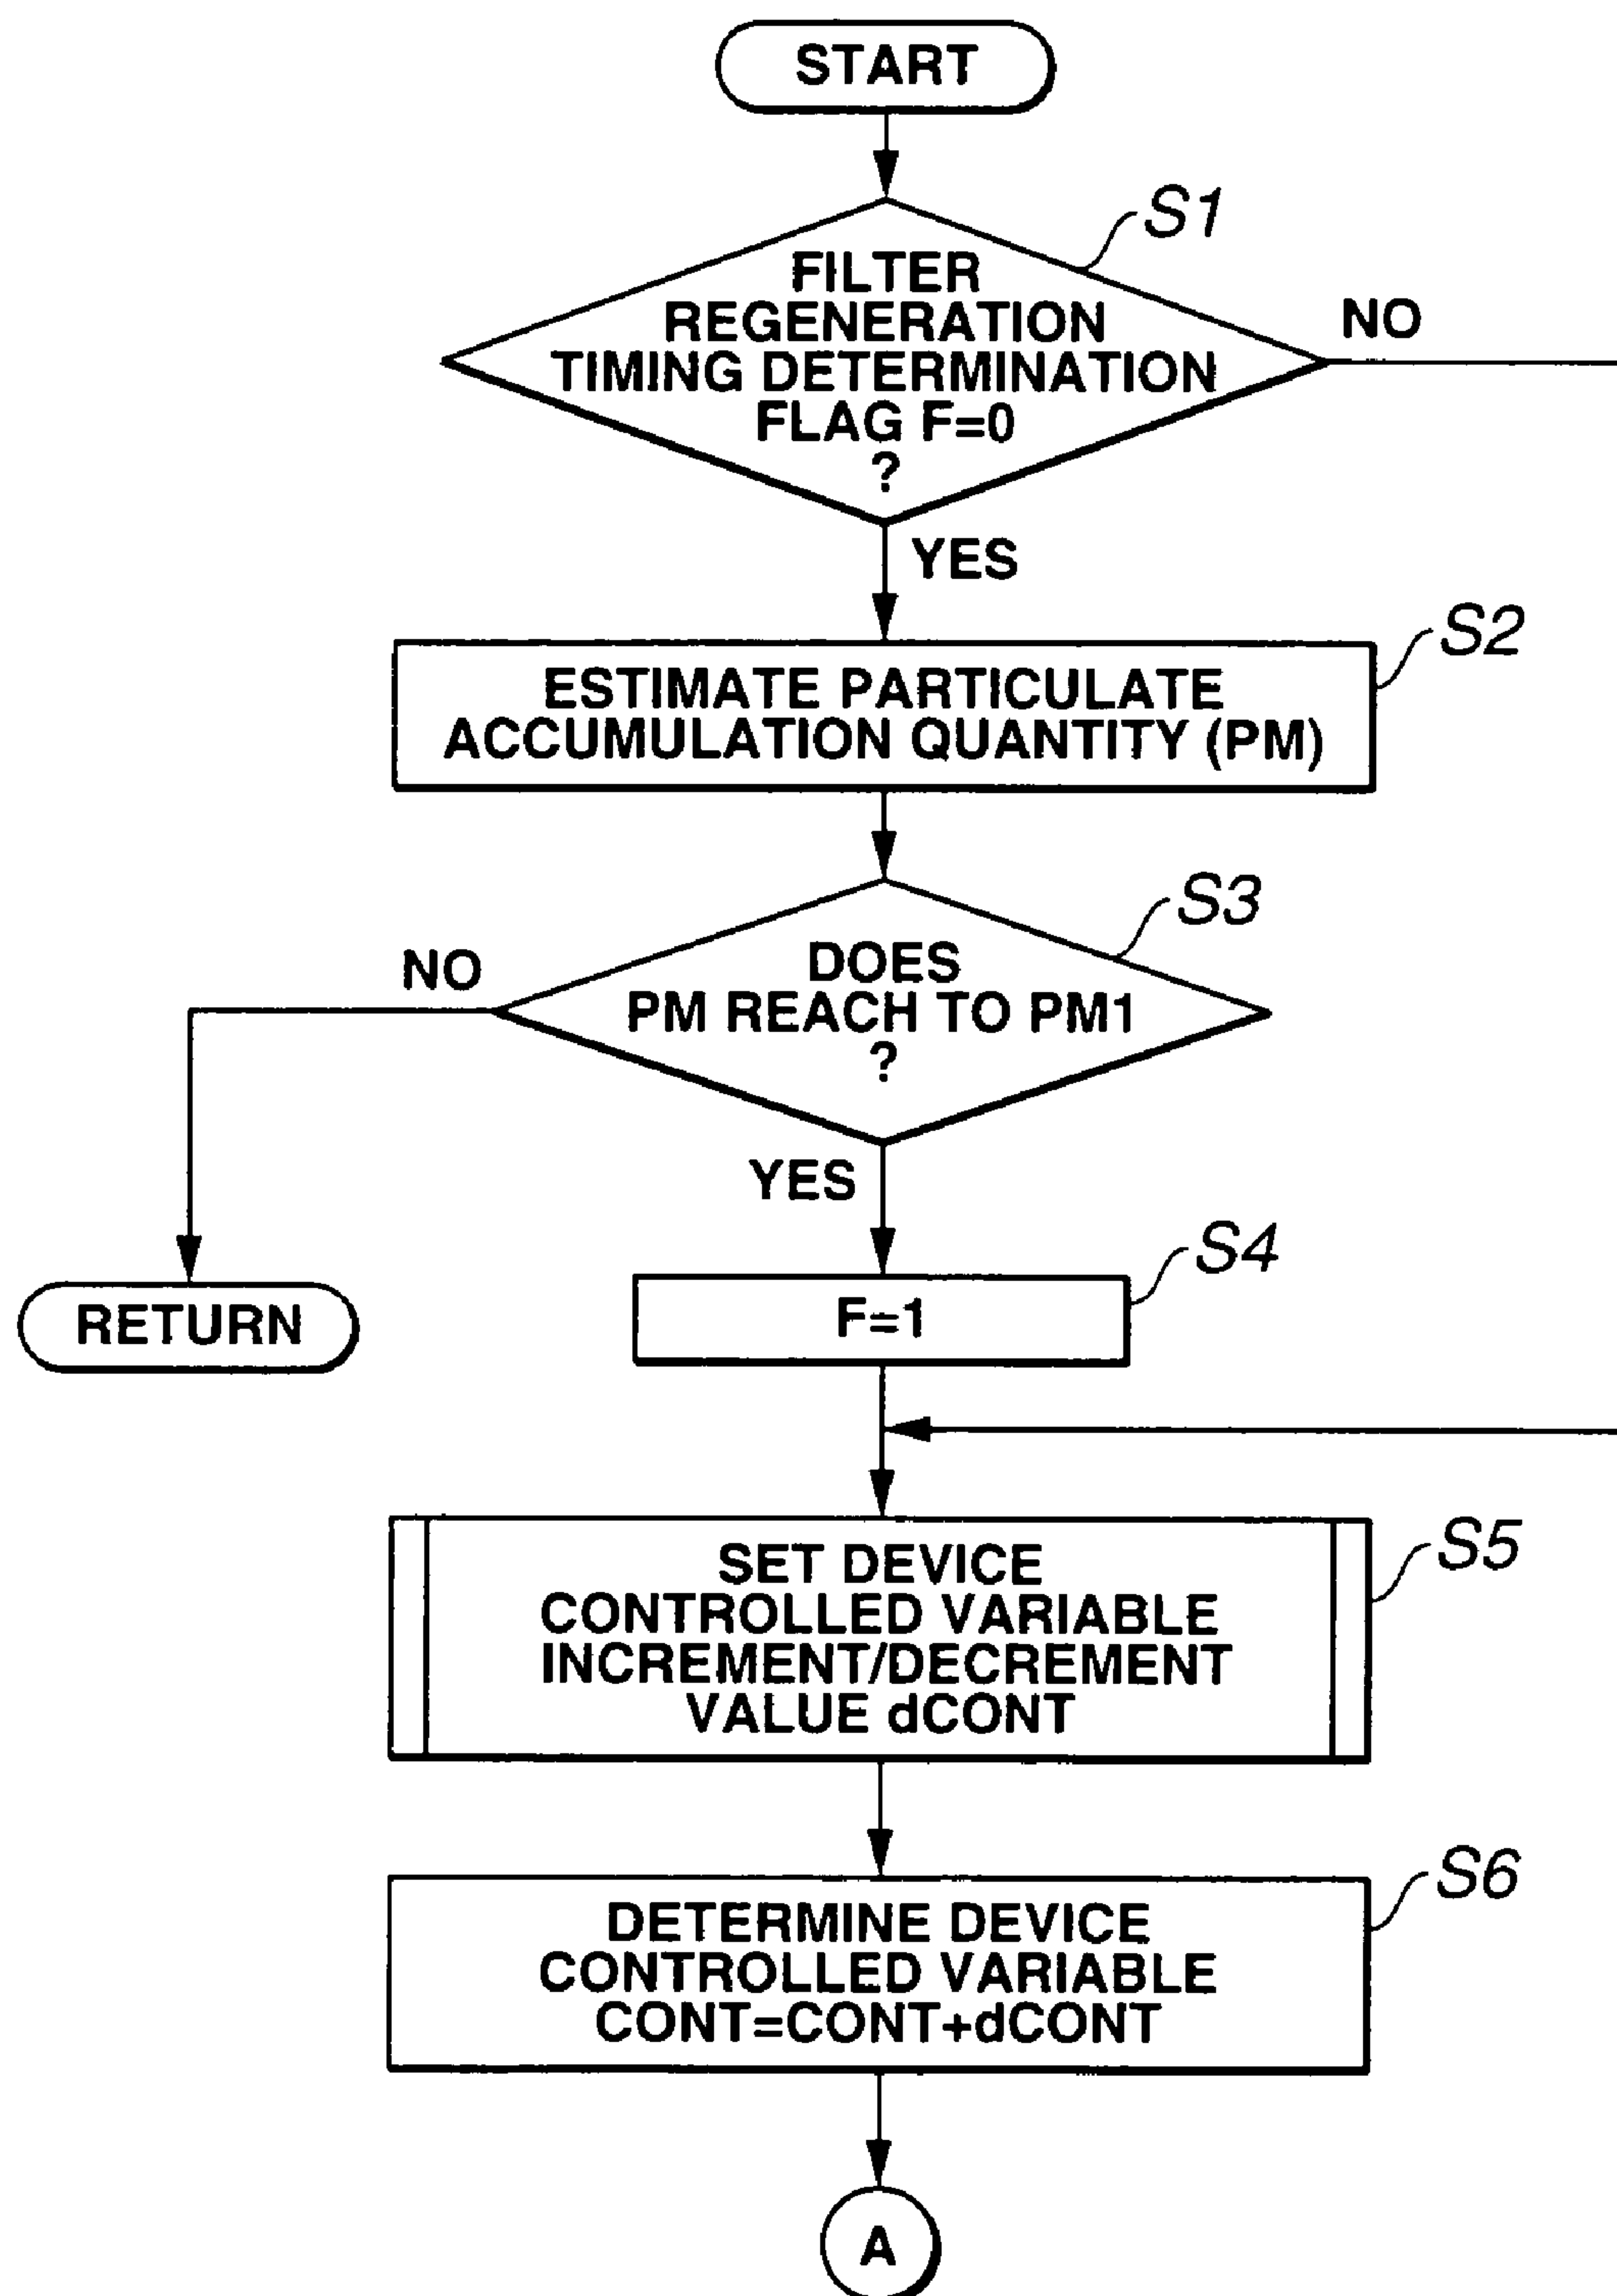 START
S1
FILTER
REGENERATION
TIMING DETERMINATION
FLAG F=0
?
NO
YES
S2
ESTIMATE PARTICULATE
ACCUMULATION QUANTITY (PM)
S3
DOES
PM REACH TO PM1
?
NO
YES
RETURN
S4
F=1
S5
SET DEVICE
CONTROLLED VARIABLE
INCREMENT/DECREMENT
VALUE dCONT
S6
DETERMINE DEVICE
CONTROLLED VARIABLE
CONT=CONT+dCONT
A